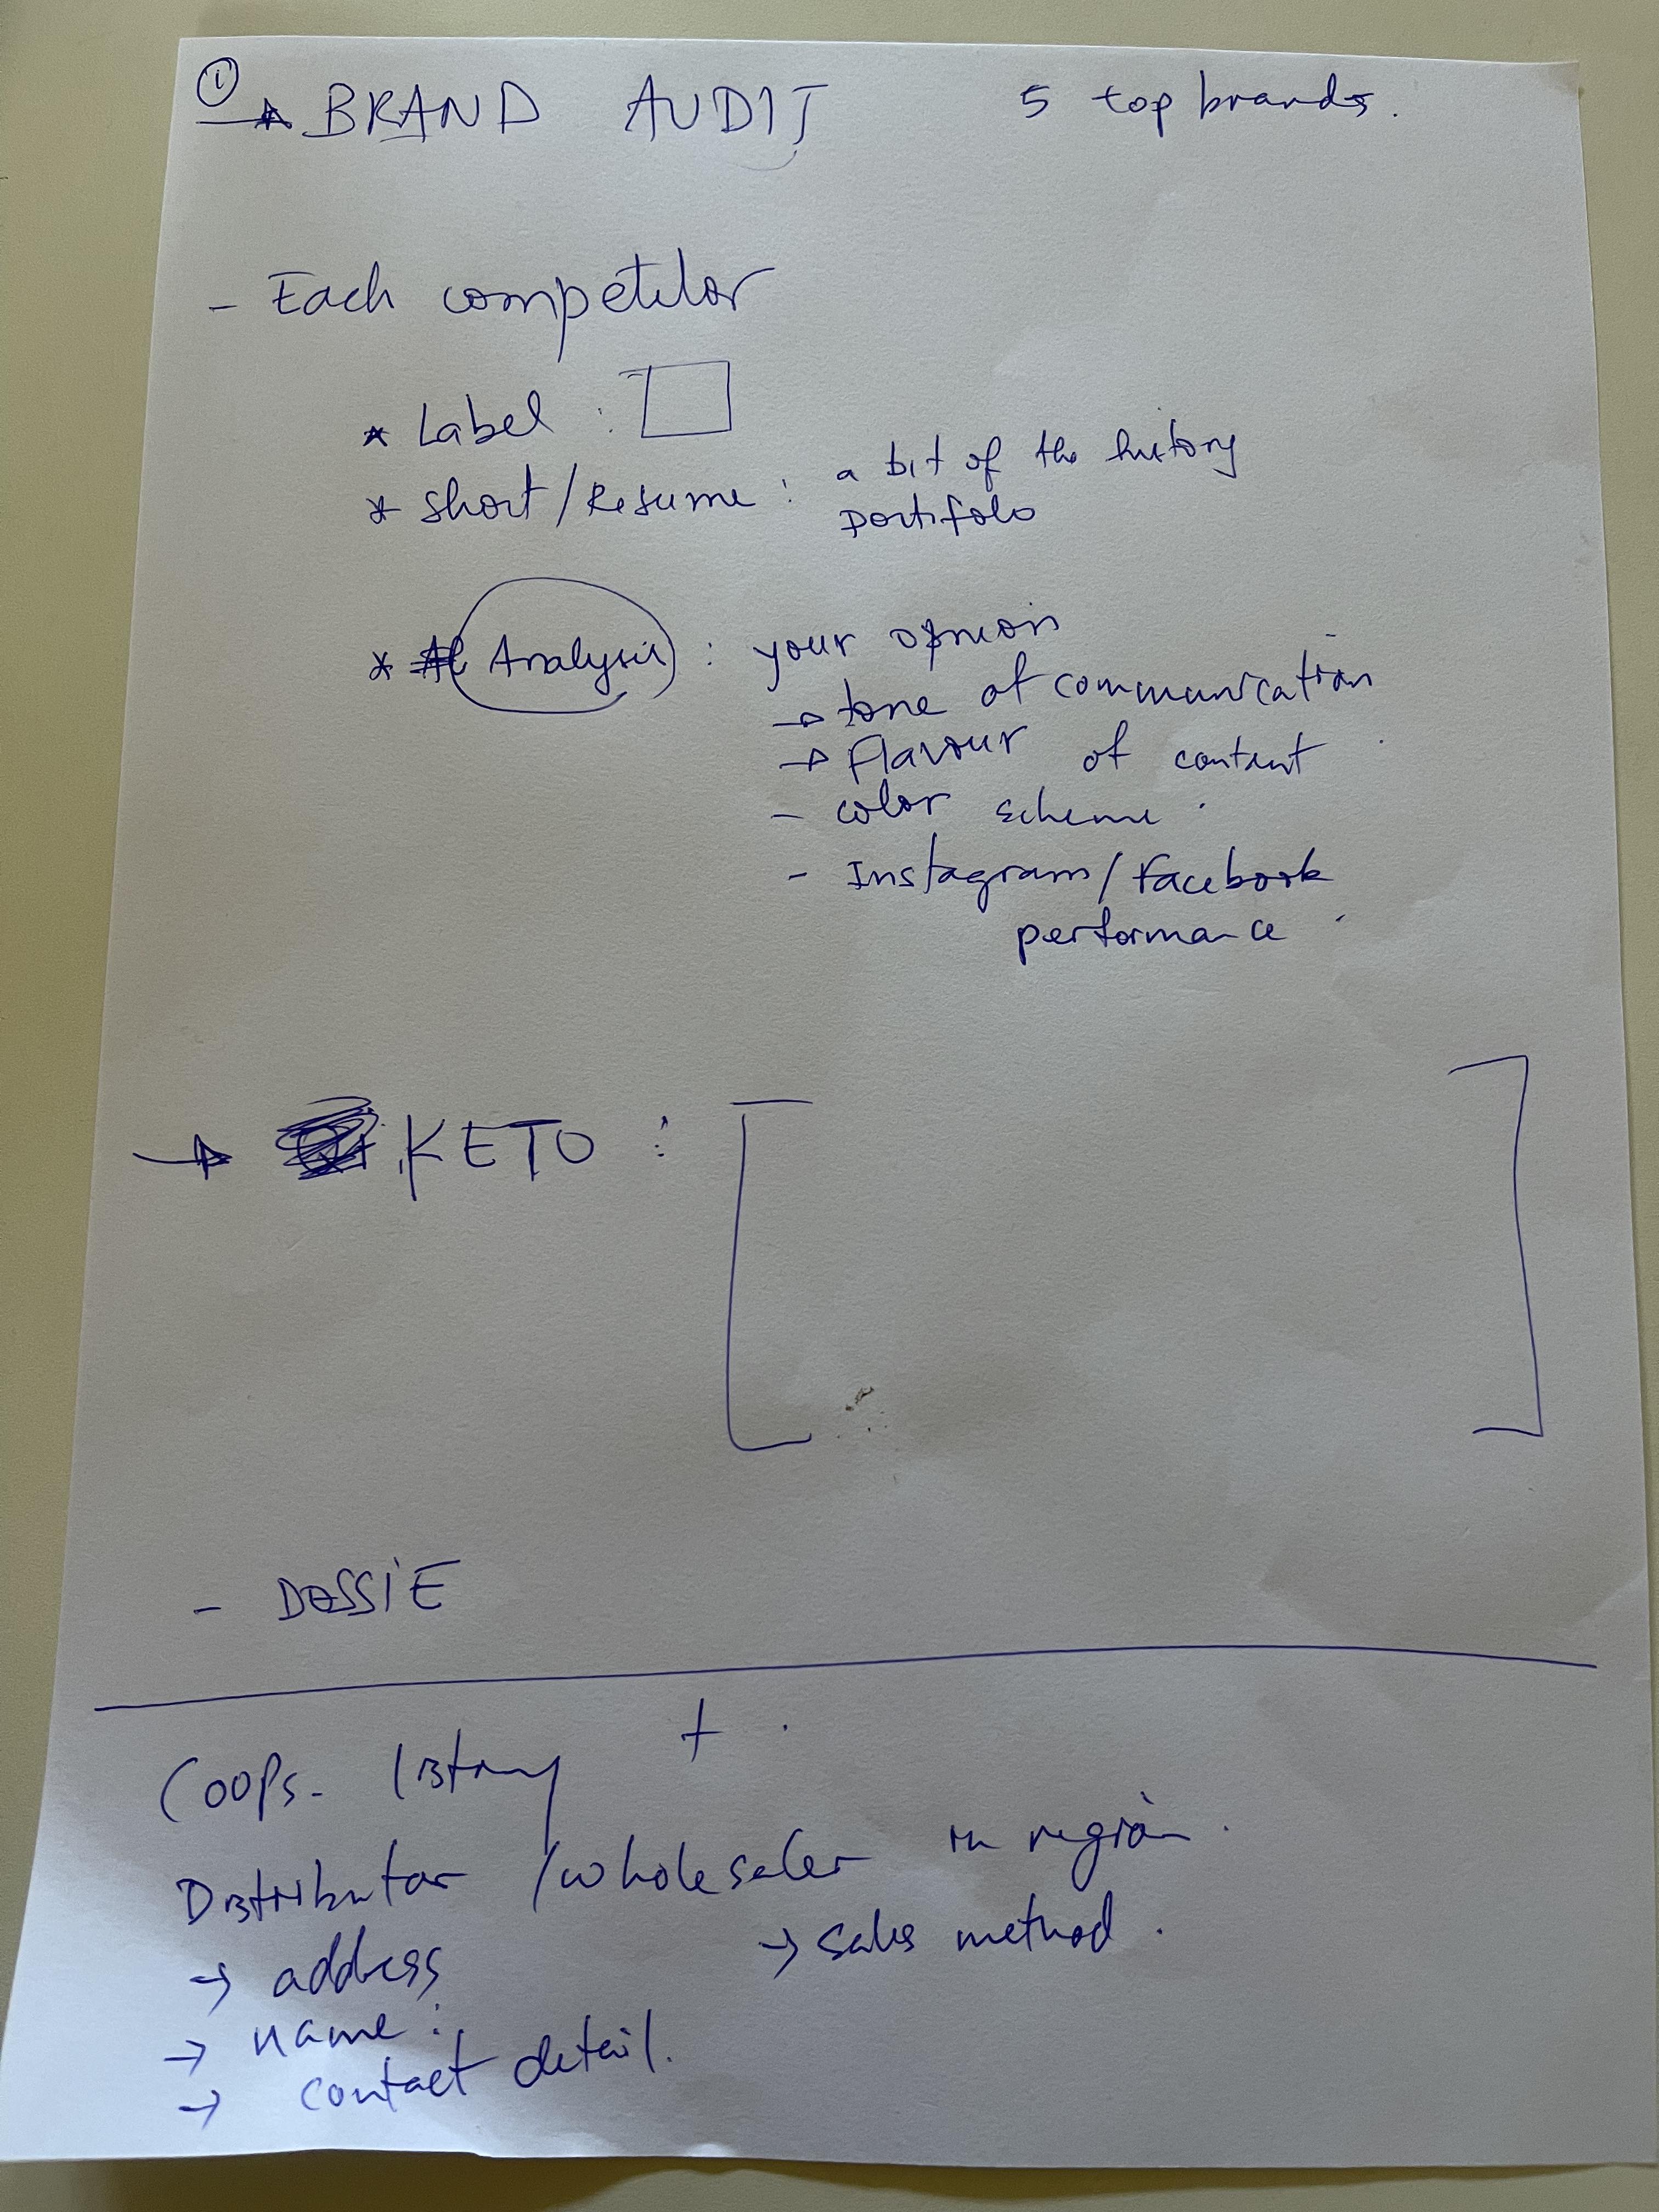 ① → BRAND AUDIT 5 top brands.
- Each competitor
* Label :
* short/Resume : a bit of the history
portifolo
* Analysis : your opinion
→ tone of communication
→ flavour of content
- color scheme.
- Instagram/Facebook
performance
→ KETO :
- DOSSIE
+
Coops. listing
Distributor /wholesaler in region.
→ address → sales method.
→ name :
→ contact detail.